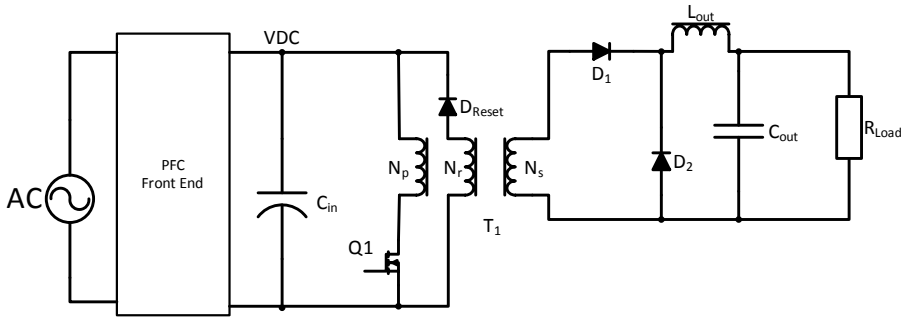 VDC
L_out
D_1
D_Reset
PFC
Front End
AC
C_in
N_p
N_r
N_s
D_2
C_out
R_Load
T_1
Q1